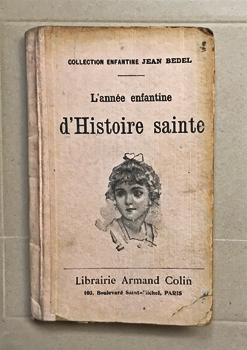 COLLECTION ENFANTINE JEAN BEDEL
L'année enfantine
d'Histoire sainte
Librairie Armand Colin
103, Boulevard Saint-Michel, PARIS